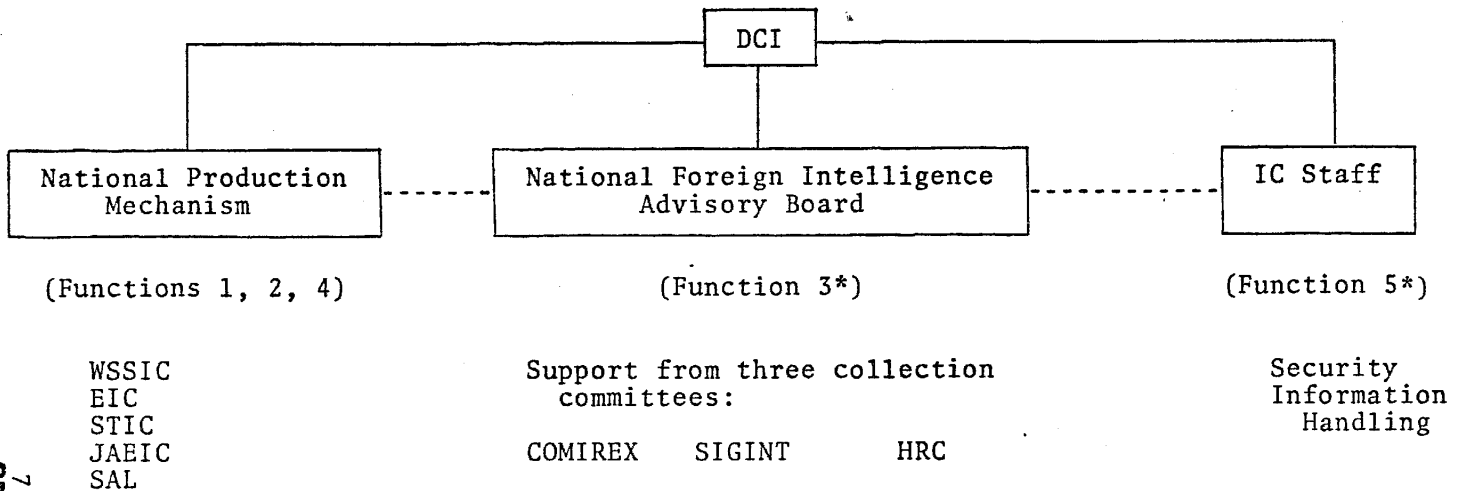 DCI
National Production
Mechanism
National Foreign Intelligence
Advisory Board
IC Staff
(Functions 1, 2, 4)
(Function 3*)
(Function 5*)
WSSIC
EIC
STIC
JAEIC
SAL
Support from three collection
committees:
COMIREX SIGINT HRC
Security
Information
Handling
7